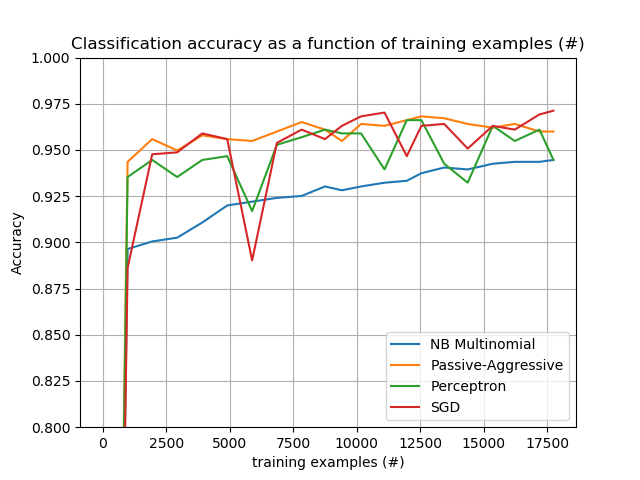 Classification accuracy as a function of training examples (#)
1.000
0.975
0.950
0.925
0.900
0.875
0.850
0.825
0.800
Accuracy
NB Multinomial
Passive-Aggressive
Perceptron
SGD
0 2500 5000 7500 10000 12500 15000 17500
training examples (#)